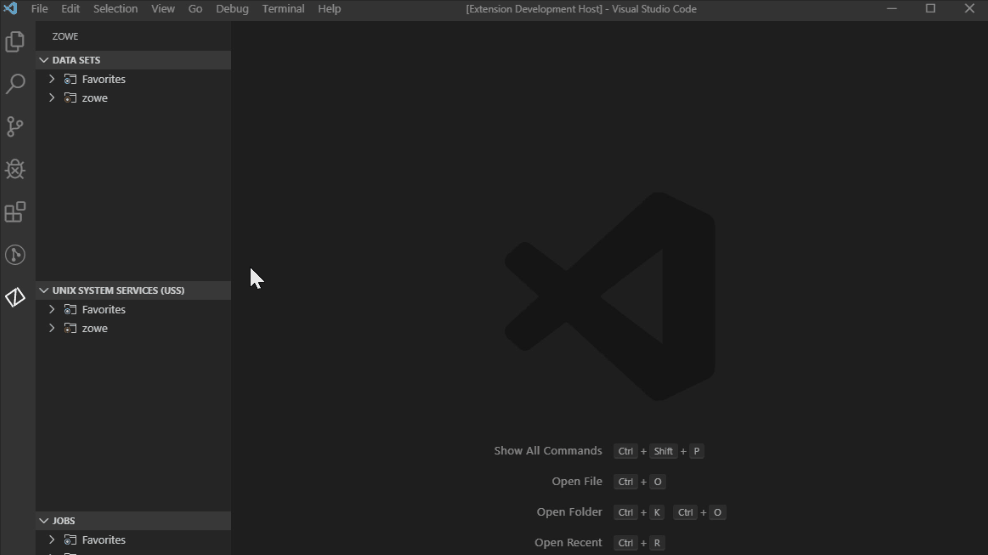 File Edit Selection View Go Debug Terminal Help [Extension Development Host] - Visual Studio Code
ZOWE
DATA SETS
Favorites
zowe
UNIX SYSTEM SERVICES (USS)
Favorites
zowe
JOBS
Favorites
Show All Commands Ctrl + Shift + P
Open File Ctrl + O
Open Folder Ctrl + K Ctrl + O
Open Recent Ctrl + R